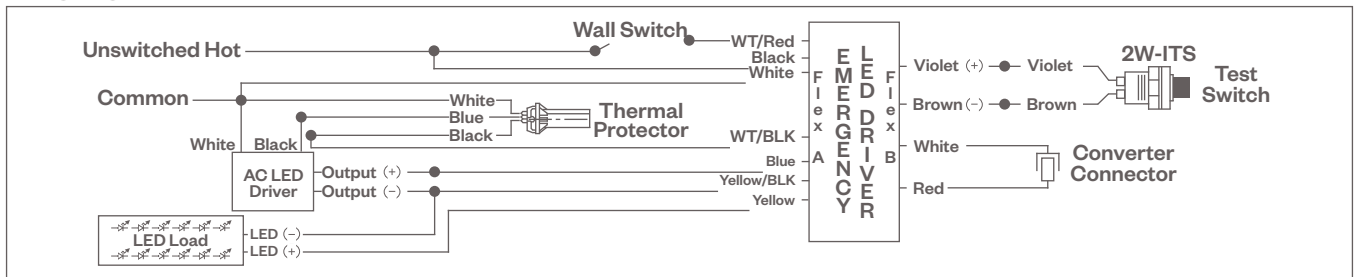 Unswitched Hot
Wall Switch
WT/Red
Black
White
Common
White
Blue
Black
Thermal
Protector
White
Black
WT/BLK
AC LED
Driver
Output (+)
Output (-)
Blue
Yellow/BLK
Yellow
LED Load
LED (-)
LED (+)
Flex A
EMERGENCY
LED DRIVER
Flex B
Violet (+)
Violet
Brown (-)
Brown
2W-ITS
Test
Switch
White
Red
Converter
Connector